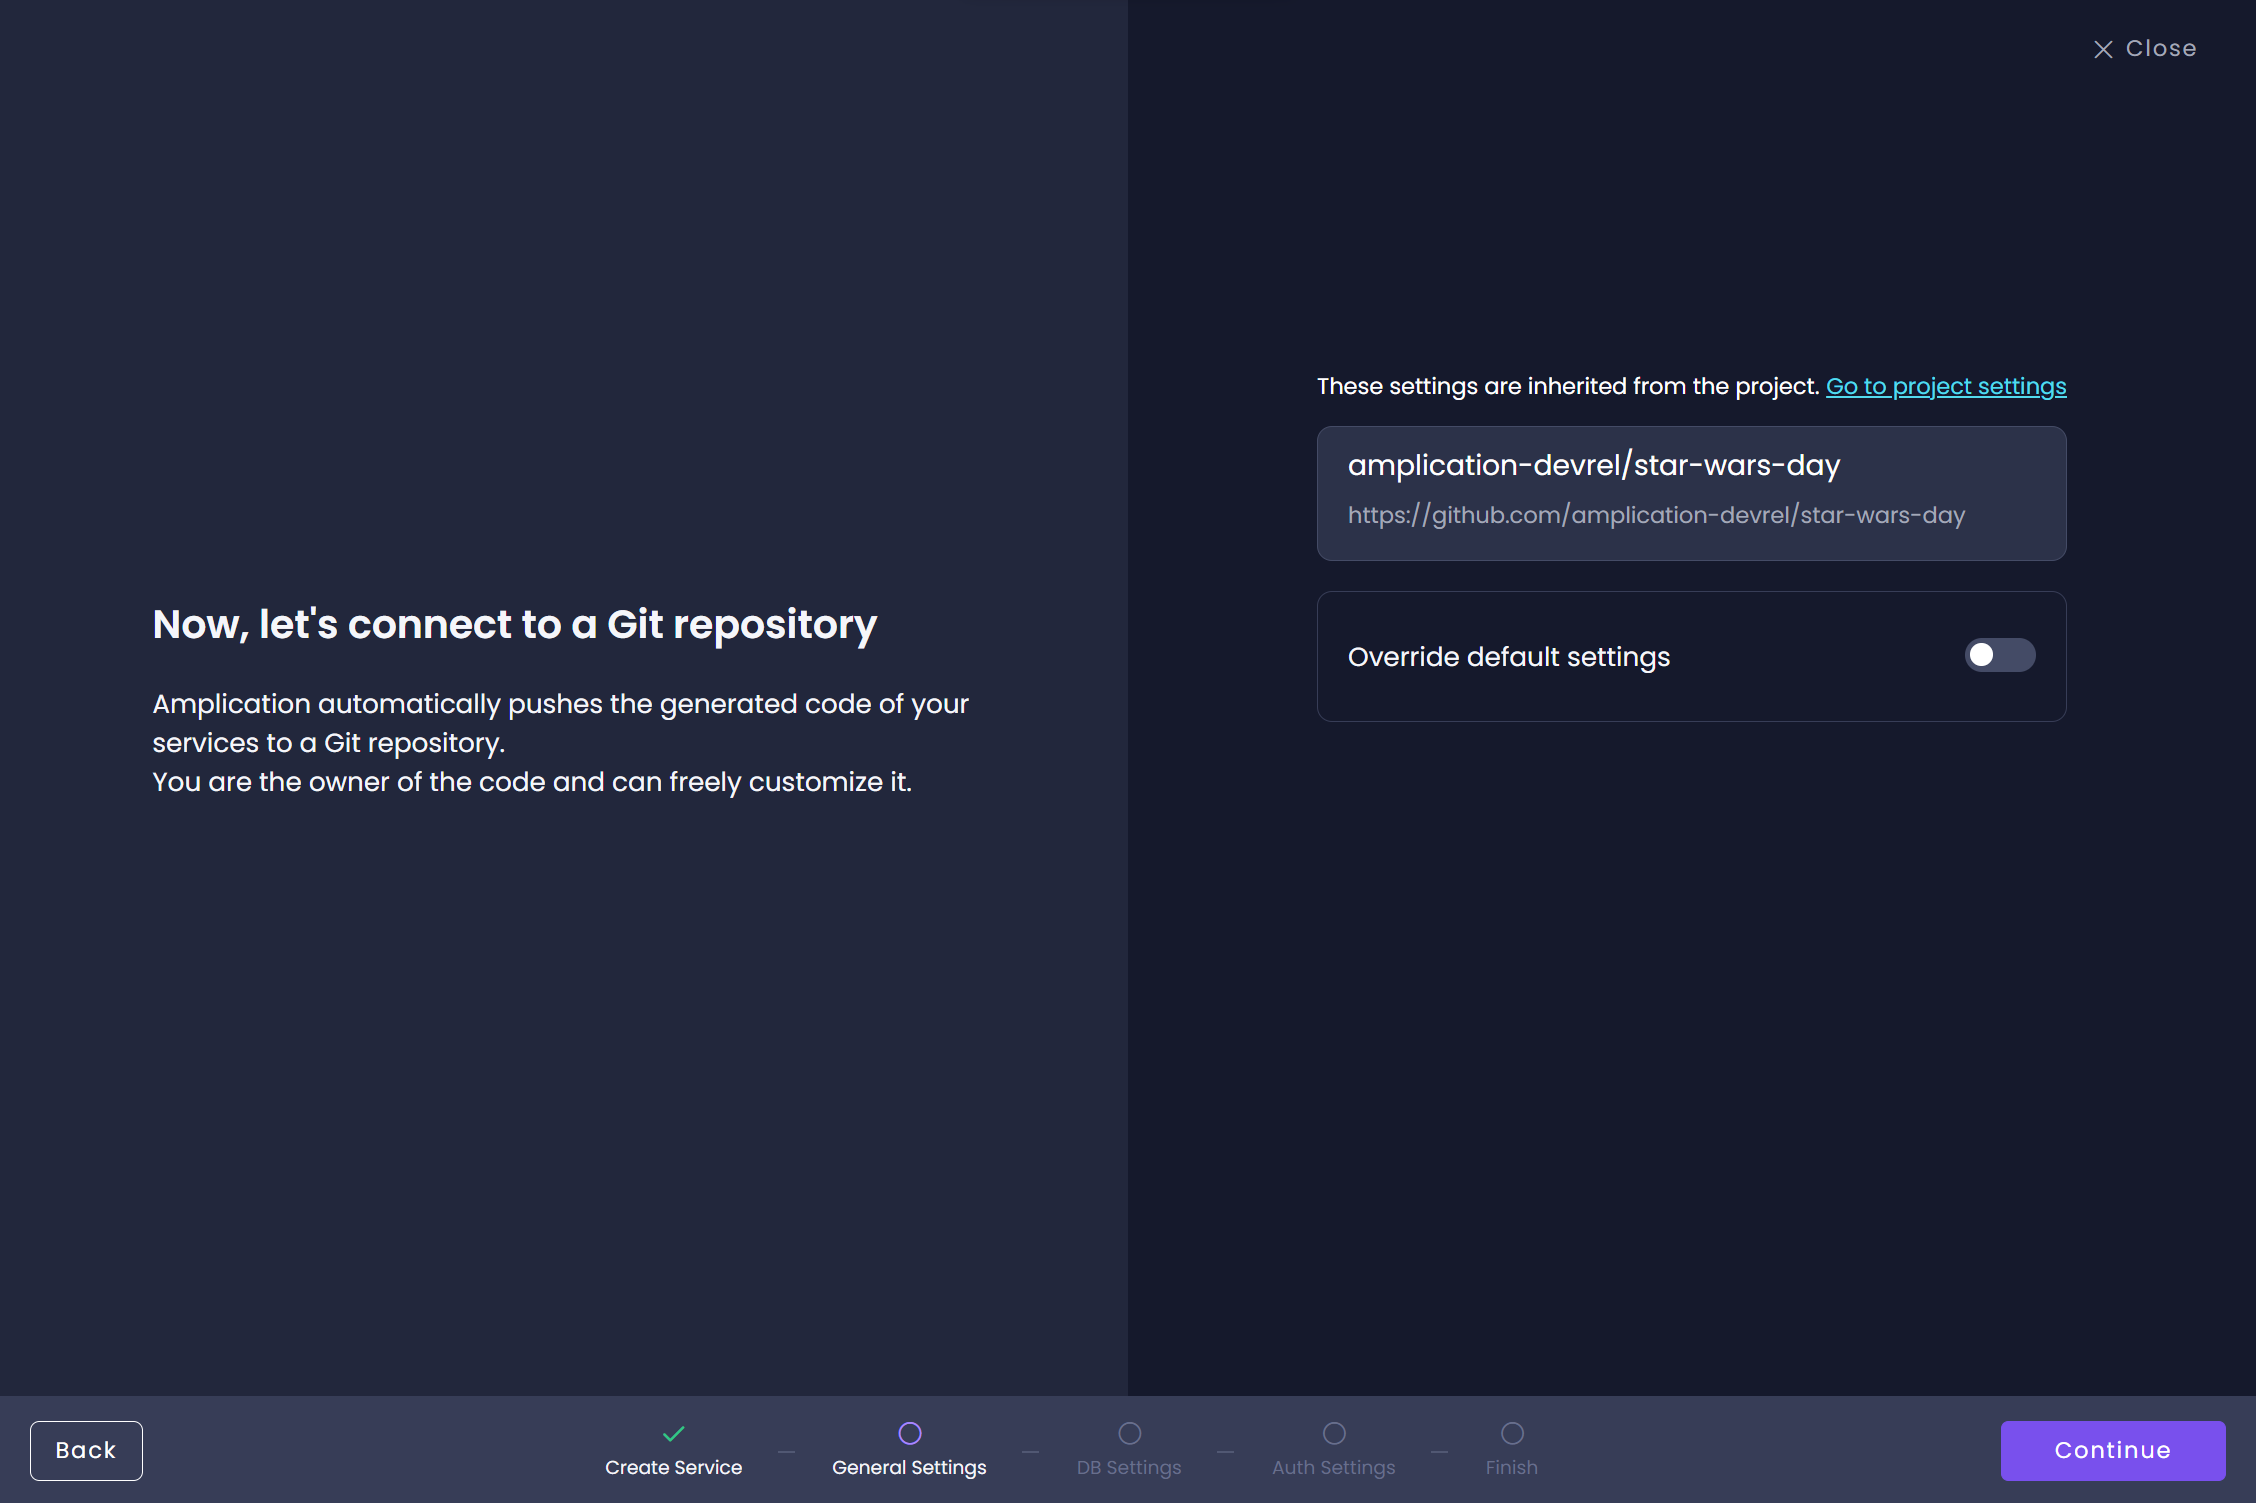 Close
Now, let's connect to a Git repository
Amplication automatically pushes the generated code of your
services to a Git repository.
You are the owner of the code and can freely customize it.
These settings are inherited from the project. Go to project settings
amplication-devrel/star-wars-day
https://github.com/amplication-devrel/star-wars-day
Override default settings
Back
Create Service
General Settings
DB Settings
Auth Settings
Finish
Continue